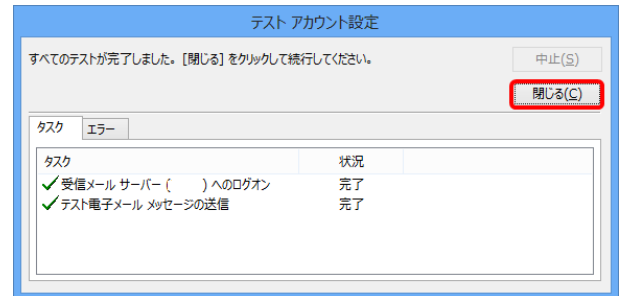 テスト アカウント設定
すべてのテストが完了しました。[閉じる] をクリックして続行してください。
中止(S)
閉じる(C)
タスク エラー
タスク 状況
受信メール サーバー (      ) へのログオン 完了
テスト電子メール メッセージの送信 完了